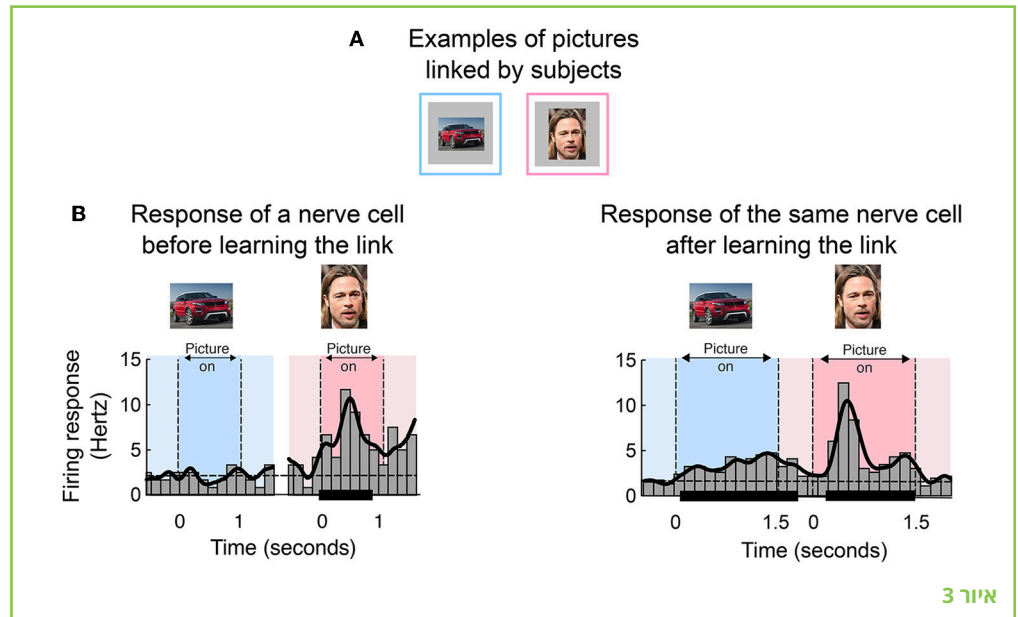 A
Examples of pictures
linked by subjects
B
Response of a nerve cell
before learning the link
Response of the same nerve cell
after learning the link
Firing response
(Hertz)
15
10
5
0
Picture
on
Picture
on
0
1
0
1
Time (seconds)
15
10
5
0
Picture
on
Picture
on
0
1.5
0
1.5
Time (seconds)
איור 3